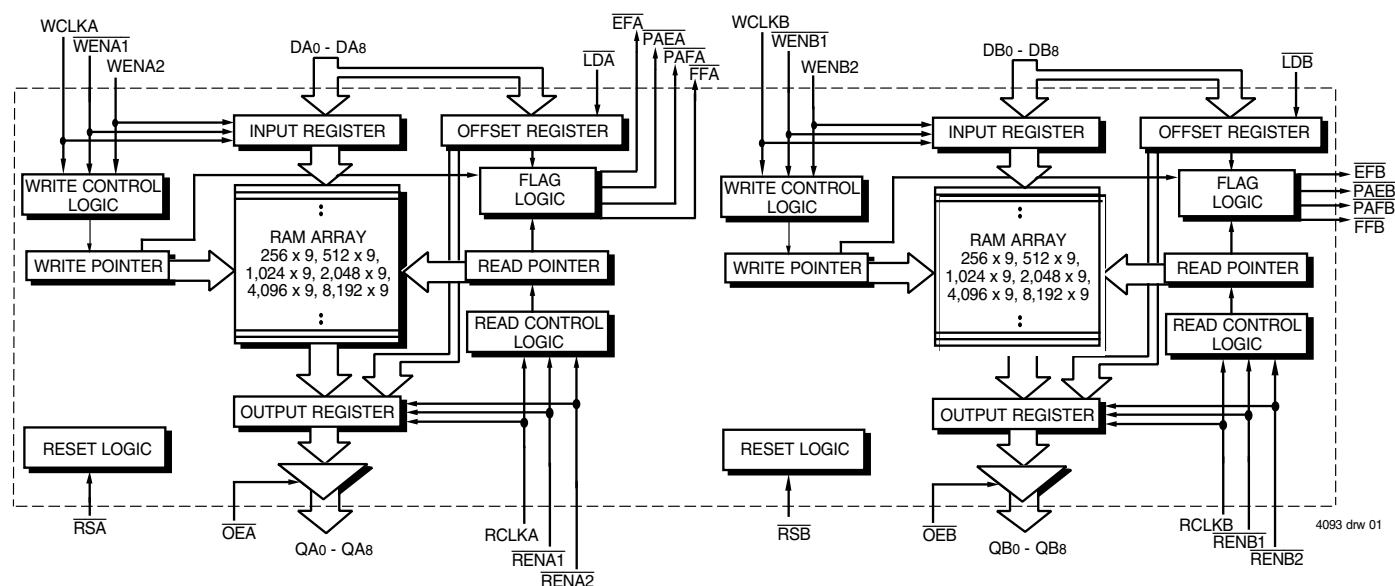 WCLKA
WENA1
WENA2
DA0 - DA8
LDA
EFA
PAEA
PAFA
FFA
INPUT REGISTER
OFFSET REGISTER
WRITE CONTROL
LOGIC
FLAG
LOGIC
RAM ARRAY
256 x 9, 512 x 9,
1,024 x 9, 2,048 x 9,
4,096 x 9, 8,192 x 9
WRITE POINTER
READ POINTER
READ CONTROL
LOGIC
OUTPUT REGISTER
RESET LOGIC
RSA
OEA
QA0 - QA8
RCLKA
RENA1
RENA2
WCLKB
WENB1
WENB2
DB0 - DB8
LDB
INPUT REGISTER
OFFSET REGISTER
WRITE CONTROL
LOGIC
FLAG
LOGIC
EFB
PAEB
PAFB
FFB
RAM ARRAY
256 x 9, 512 x 9,
1,024 x 9, 2,048 x 9,
4,096 x 9, 8,192 x 9
WRITE POINTER
READ POINTER
READ CONTROL
LOGIC
OUTPUT REGISTER
RESET LOGIC
RSB
OEB
QB0 - QB8
RCLKB
RENB1
RENB2
4093 drw 01